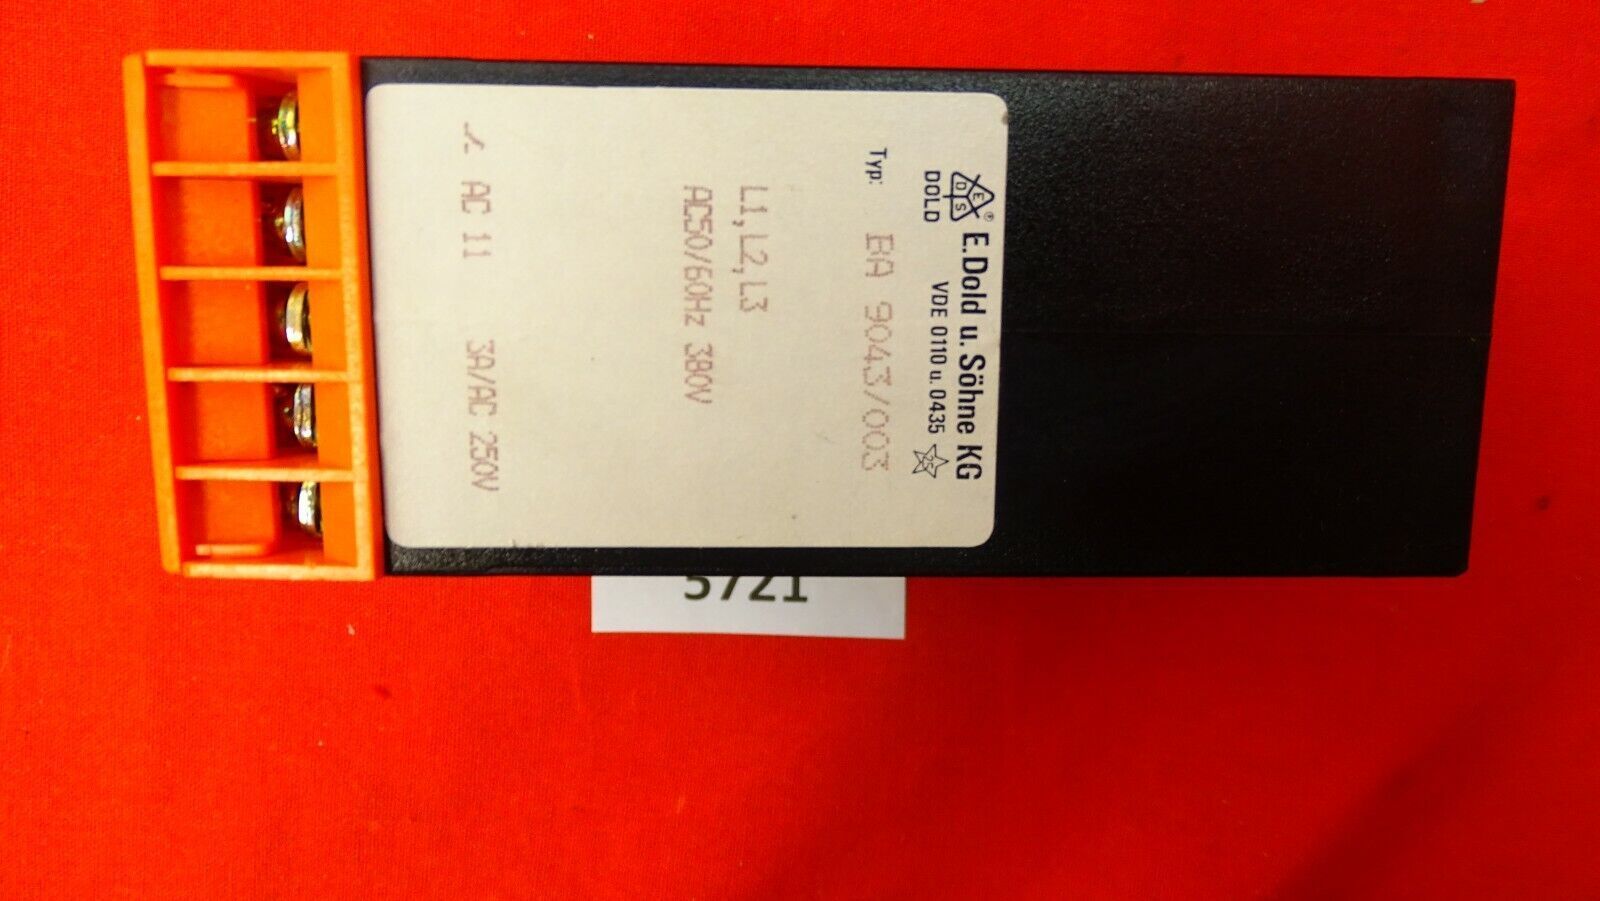 E.Dold u. Söhne KG
DOLD
VDE 0110 u. 0435
E
D S
®
Typ: BA 9043/003
L1,L2,L3
AC50/60Hz 380V
AC 11 3A/AC 250V
5721